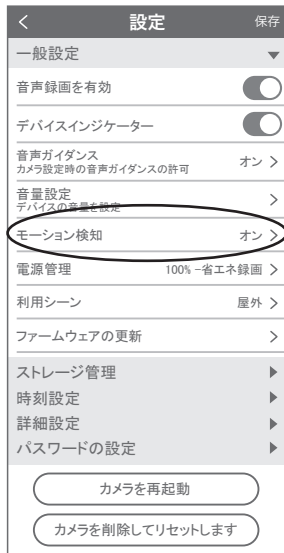 設定 保存
一般設定
音声録画を有効
デバイスインジケーター
音声ガイダンス
カメラ設定時の音声ガイダンスの許可 オン
音量設定
デバイスの音量を設定
モーション検知 オン
電源管理 100% -省エネ録画
利用シーン 屋外
ファームウェアの更新
ストレージ管理
時刻設定
詳細設定
パスワードの設定
カメラを再起動
カメラを削除してリセットします